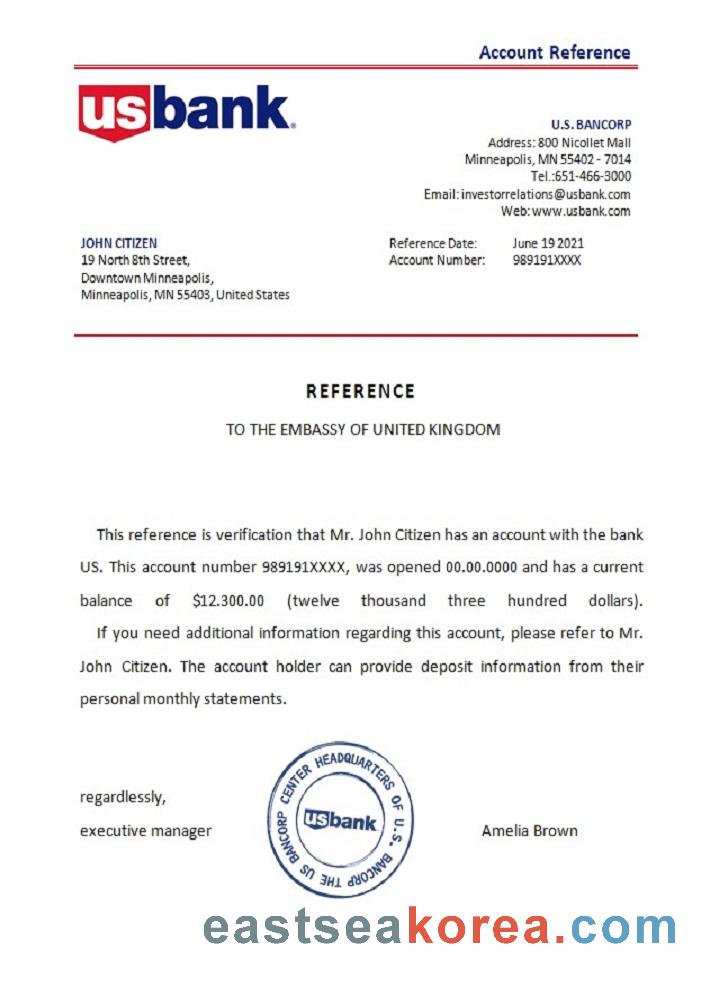 Account Reference
usbank.
U.S. BANCORP
Address: 800 Nicollet Mall
Minneapolis, MN 55402 - 7014
Tel.:651-466-3000
Email: investorrelations@usbank.com
Web: www.usbank.com
JOHN CITIZEN
19 North 8th Street,
Downtown Minneapolis,
Minneapolis, MN 55403, United States
Reference Date: June 19 2021
Account Number: 989191XXXX
REFERENCE
TO THE EMBASSY OF UNITED KINGDOM
This reference is verification that Mr. John Citizen has an account with the bank
US. This account number 989191XXXX, was opened 00.00.0000 and has a current
balance of $12.300.00 (twelve thousand three hundred dollars).
If you need additional information regarding this account, please refer to Mr.
John Citizen. The account holder can provide deposit information from their
personal monthly statements.
regardlessly,
executive manager
THE US BANCORP CENTER HEADQUARTERS OF U.S. BANCORP
usbank
Amelia Brown
eastseakorea.com